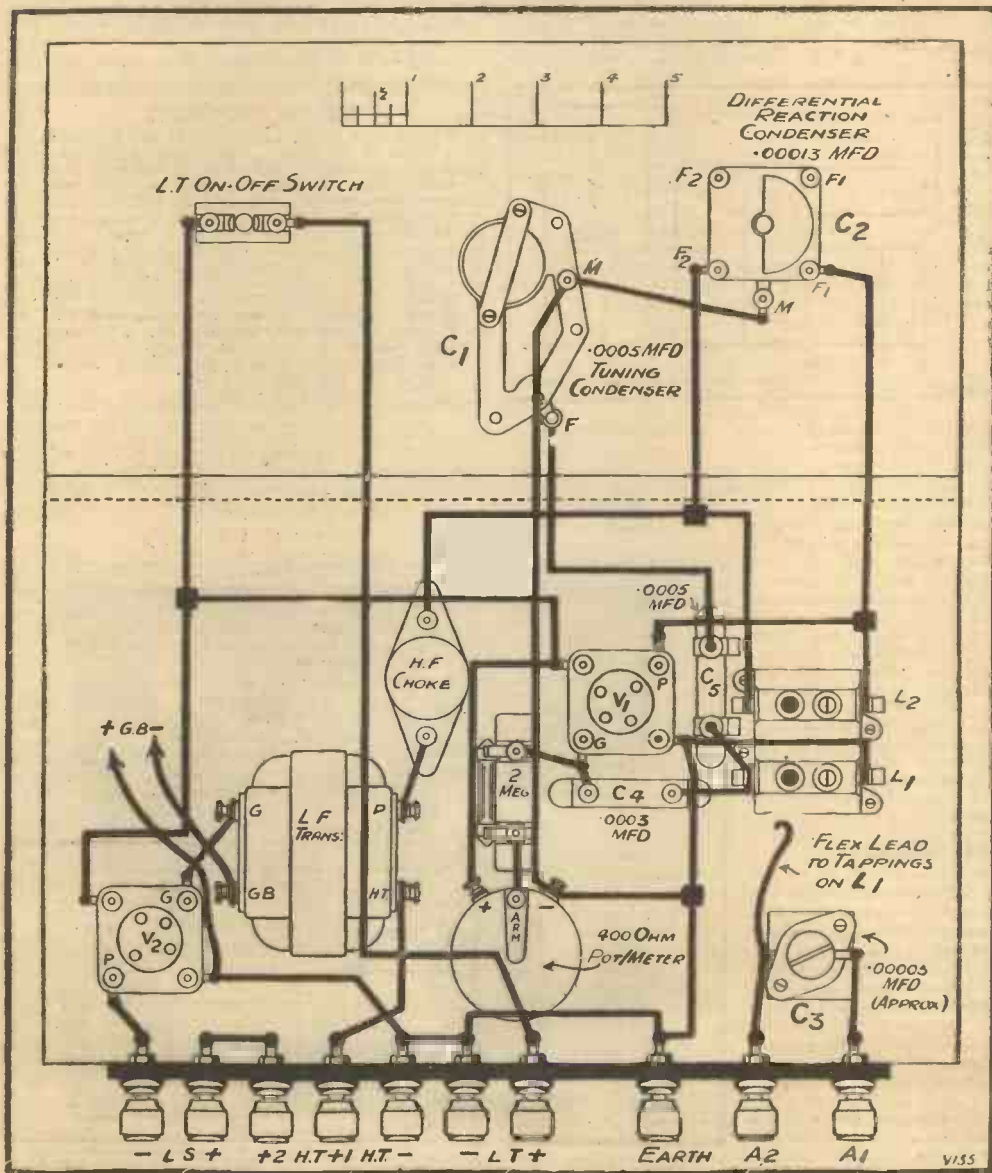 1 2 3 4 5
1/2
DIFFERENTIAL
REACTION
CONDENSER
.00013 MFD
L.T ON-OFF SWITCH
F2 F1
C2
F2 F1
M
M
C1
.0005 MFD
TUNING
CONDENSER
F
.0005
MFD
H.F
CHOKE
V1
P
C5
L2
+ G.B -
G
2
MEG
C4
L1
.0003
MFD
G
L F
TRANS:
P
GB
HT
FLEX LEAD
TO TAPPINGS
ON L1
G
V2
P
+
-
ARM
400 OHM
POT/METER
.00005
MFD
(APPROX)
C3
- L S + +2 H.T +1 H.T - - L T + EARTH A2 A1
V155